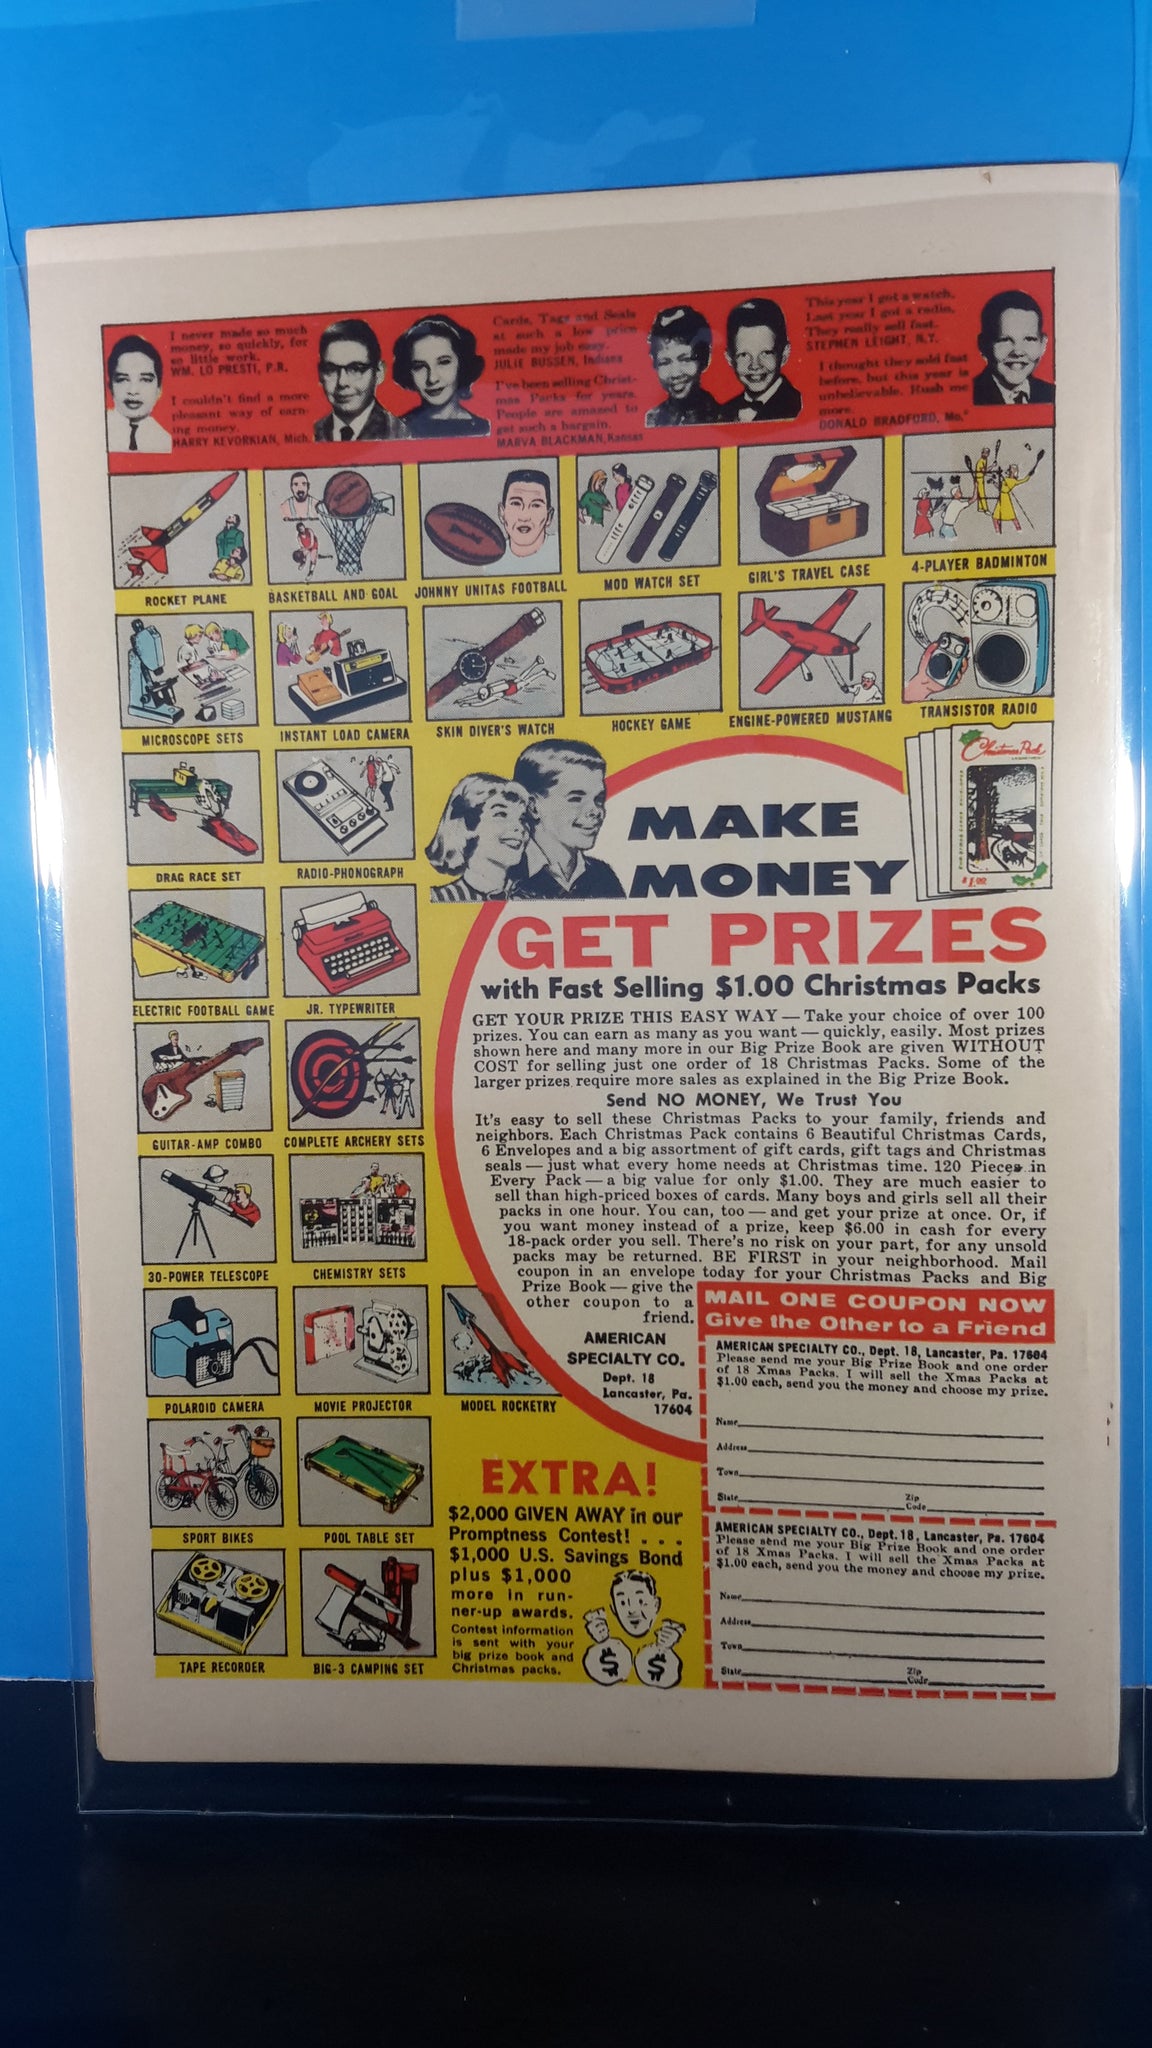 I never made so much
money, so quickly, for
so little work.
WM. LO PRESTI, P.R.
I couldn't find a more
pleasant way of earn-
ing money.
HARRY KEVORKIAN, Mich.
Cards, Tags and Seals
at such a low price
made my job easy.
JULIE BUSSEN, Indiana
I've been selling Christ-
mas Packs for years.
People are amazed to
get such a bargain.
MARVA BLACKMAN, Kansas
This year I got a watch.
Last year I got a radio.
They really sell fast.
STEPHEN LEIGHT, N.Y.
I thought they sold fast
before, but this year is
unbelievable. Rush me
more.
DONALD BRADFORD, Mo.
Chamberlain
ROCKET PLANE
BASKETBALL AND GOAL
JOHNNY UNITAS FOOTBALL
MOD WATCH SET
GIRL'S TRAVEL CASE
4-PLAYER BADMINTON
MICROSCOPE SETS
INSTANT LOAD CAMERA
SKIN DIVER'S WATCH
HOCKEY GAME
ENGINE-POWERED MUSTANG
TRANSISTOR RADIO
DRAG RACE SET
RADIO-PHONOGRAPH
ELECTRIC FOOTBALL GAME
JR. TYPEWRITER
GUITAR-AMP COMBO
COMPLETE ARCHERY SETS
30-POWER TELESCOPE
CHEMISTRY SETS
POLAROID CAMERA
MOVIE PROJECTOR
MODEL ROCKETRY
SPORT BIKES
POOL TABLE SET
TAPE RECORDER
BIG-3 CAMPING SET
Christmas Pack
$1.00
MAKE
MONEY
GET PRIZES
with Fast Selling $1.00 Christmas Packs
GET YOUR PRIZE THIS EASY WAY — Take your choice of over 100
prizes. You can earn as many as you want — quickly, easily. Most prizes
shown here and many more in our Big Prize Book are given WITHOUT
COST for selling just one order of 18 Christmas Packs. Some of the
larger prizes require more sales as explained in the Big Prize Book.
Send NO MONEY, We Trust You
It's easy to sell these Christmas Packs to your family, friends and
neighbors. Each Christmas Pack contains 6 Beautiful Christmas Cards,
6 Envelopes and a big assortment of gift cards, gift tags and Christmas
seals — just what every home needs at Christmas time. 120 Pieces in
Every Pack — a big value for only $1.00. They are much easier to
sell than high-priced boxes of cards. Many boys and girls sell all their
packs in one hour. You can, too — and get your prize at once. Or, if
you want money instead of a prize, keep $6.00 in cash for every
18-pack order you sell. There's no risk on your part, for any unsold
packs may be returned. BE FIRST in your neighborhood. Mail
coupon in an envelope today for your Christmas Packs and Big
Prize Book — give the
other coupon to a
friend.
AMERICAN
SPECIALTY CO.
Dept. 18
Lancaster, Pa.
17604
EXTRA!
$2,000 GIVEN AWAY in our
Promptness Contest! . . .
$1,000 U.S. Savings Bond
plus $1,000
more in run-
ner-up awards.
Contest information
is sent with your
big prize book and
Christmas packs.
$ $
MAIL ONE COUPON NOW
Give the Other to a Friend
AMERICAN SPECIALTY CO., Dept. 18, Lancaster, Pa. 17604
Please send me your Big Prize Book and one order
of 18 Xmas Packs. I will sell the Xmas Packs at
$1.00 each, send you the money and choose my prize.
Name
Address
Town
State Zip Code
AMERICAN SPECIALTY CO., Dept. 18, Lancaster, Pa. 17604
Please send me your Big Prize Book and one order
of 18 Xmas Packs. I will sell the Xmas Packs at
$1.00 each, send you the money and choose my prize.
Name
Address
Town
State Zip Code